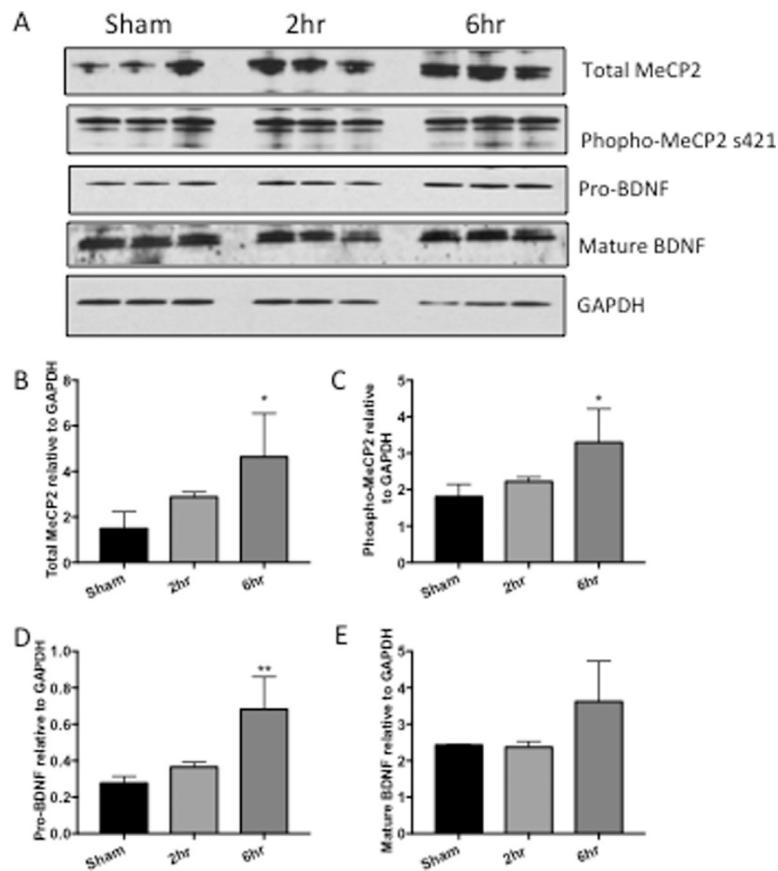 A
Sham 2hr 6hr
Total MeCP2
Phopho-MeCP2 s421
Pro-BDNF
Mature BDNF
GAPDH
B
Total MeCP2 relative to GAPDH
8
6
4
2
0
*
Sham 2hr 6hr
C
Phospho-MeCP2 relative
to GAPDH
5
4
3
2
1
0
*
Sham 2hr 6hr
D
Pro-BDNF relative to GAPDH
1.0
0.8
0.6
0.4
0.2
0.0
**
Sham 2hr 6hr
E
Mature BDNF relative to GAPDH
5
4
3
2
1
0
Sham 2hr 6hr